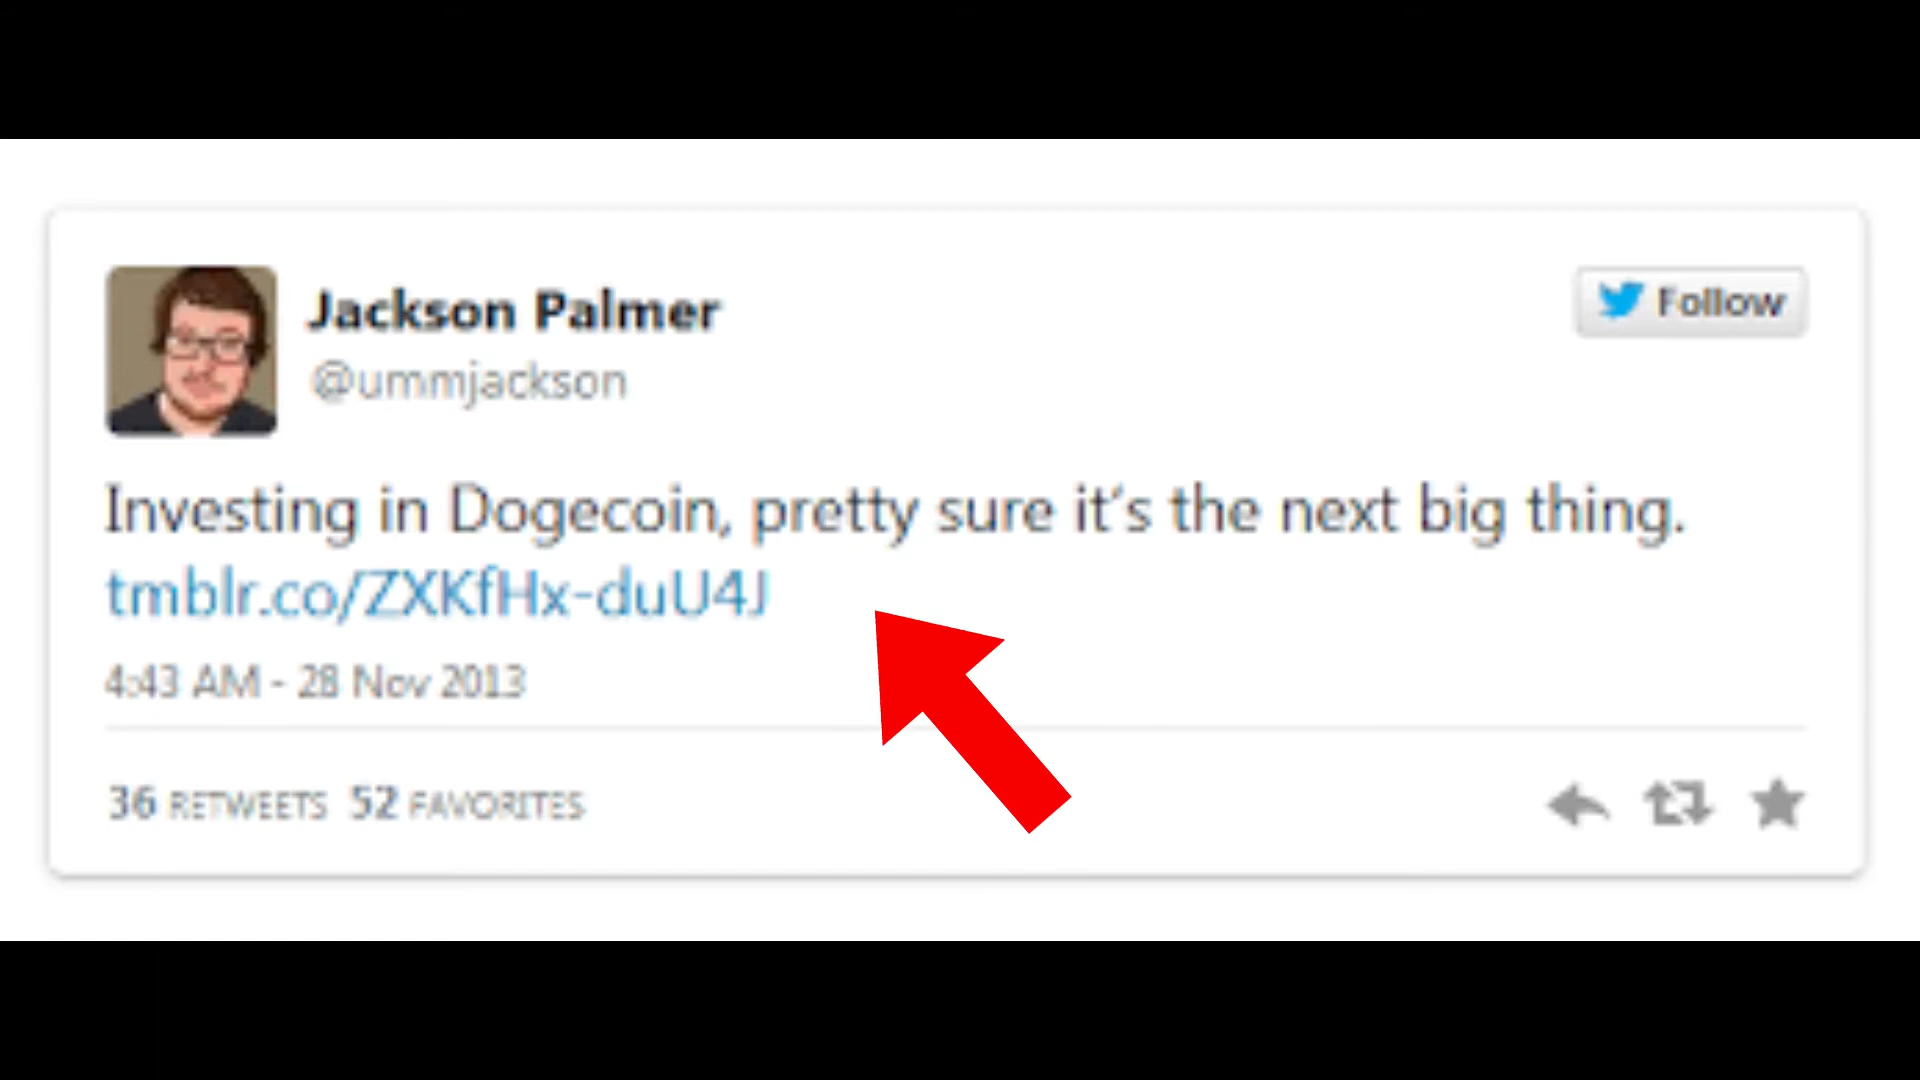 Jackson Palmer
Follow
@ummjackson
Investing in Dogecoin, pretty sure it's the next big thing.
tmblr.co/ZXKfHx-duU4J
4:43 AM - 28 Nov 2013
36 RETWEETS 52 FAVORITES